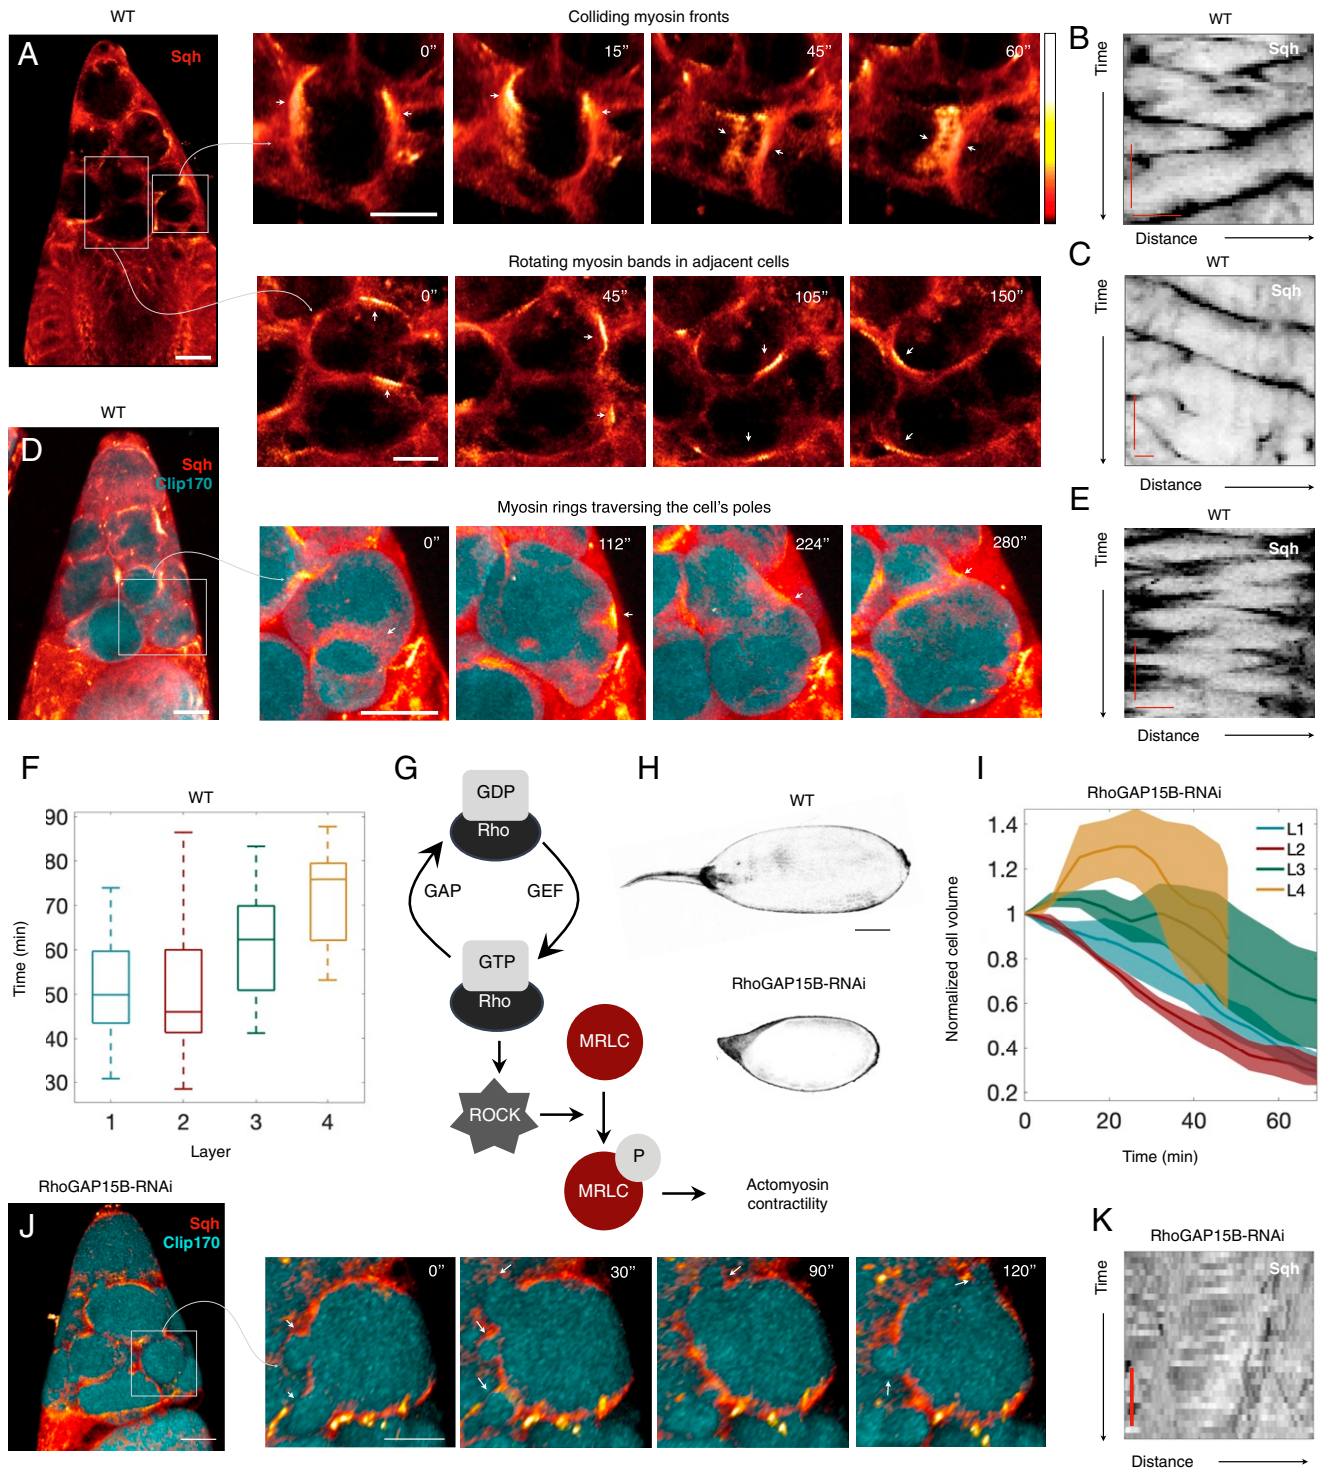 WT
A
Sqh
Colliding myosin fronts
0’’
15’’
45’’
60’’
B
WT
Sqh
Time
Distance
Rotating myosin bands in adjacent cells
0’’
45’’
105’’
150’’
C
WT
Sqh
Time
Distance
WT
D
Sqh
Clip170
Myosin rings traversing the cell’s poles
0’’
112’’
224’’
280’’
E
WT
Sqh
Time
Distance
F
WT
90
80
70
60
50
40
30
Time (min)
1 2 3 4
Layer
G
GDP
Rho
GAP
GEF
GTP
Rho
MRLC
ROCK
P
MRLC
Actomyosin
contractility
H
WT
RhoGAP15B-RNAi
I
RhoGAP15B-RNAi
L1
L2
L3
L4
1.4
1.2
1
0.8
0.6
0.4
0.2
Normalized cell volume
0 20 40 60
Time (min)
RhoGAP15B-RNAi
J
Sqh
Clip170
0’’
30’’
90’’
120’’
K
RhoGAP15B-RNAi
Sqh
Time
Distance